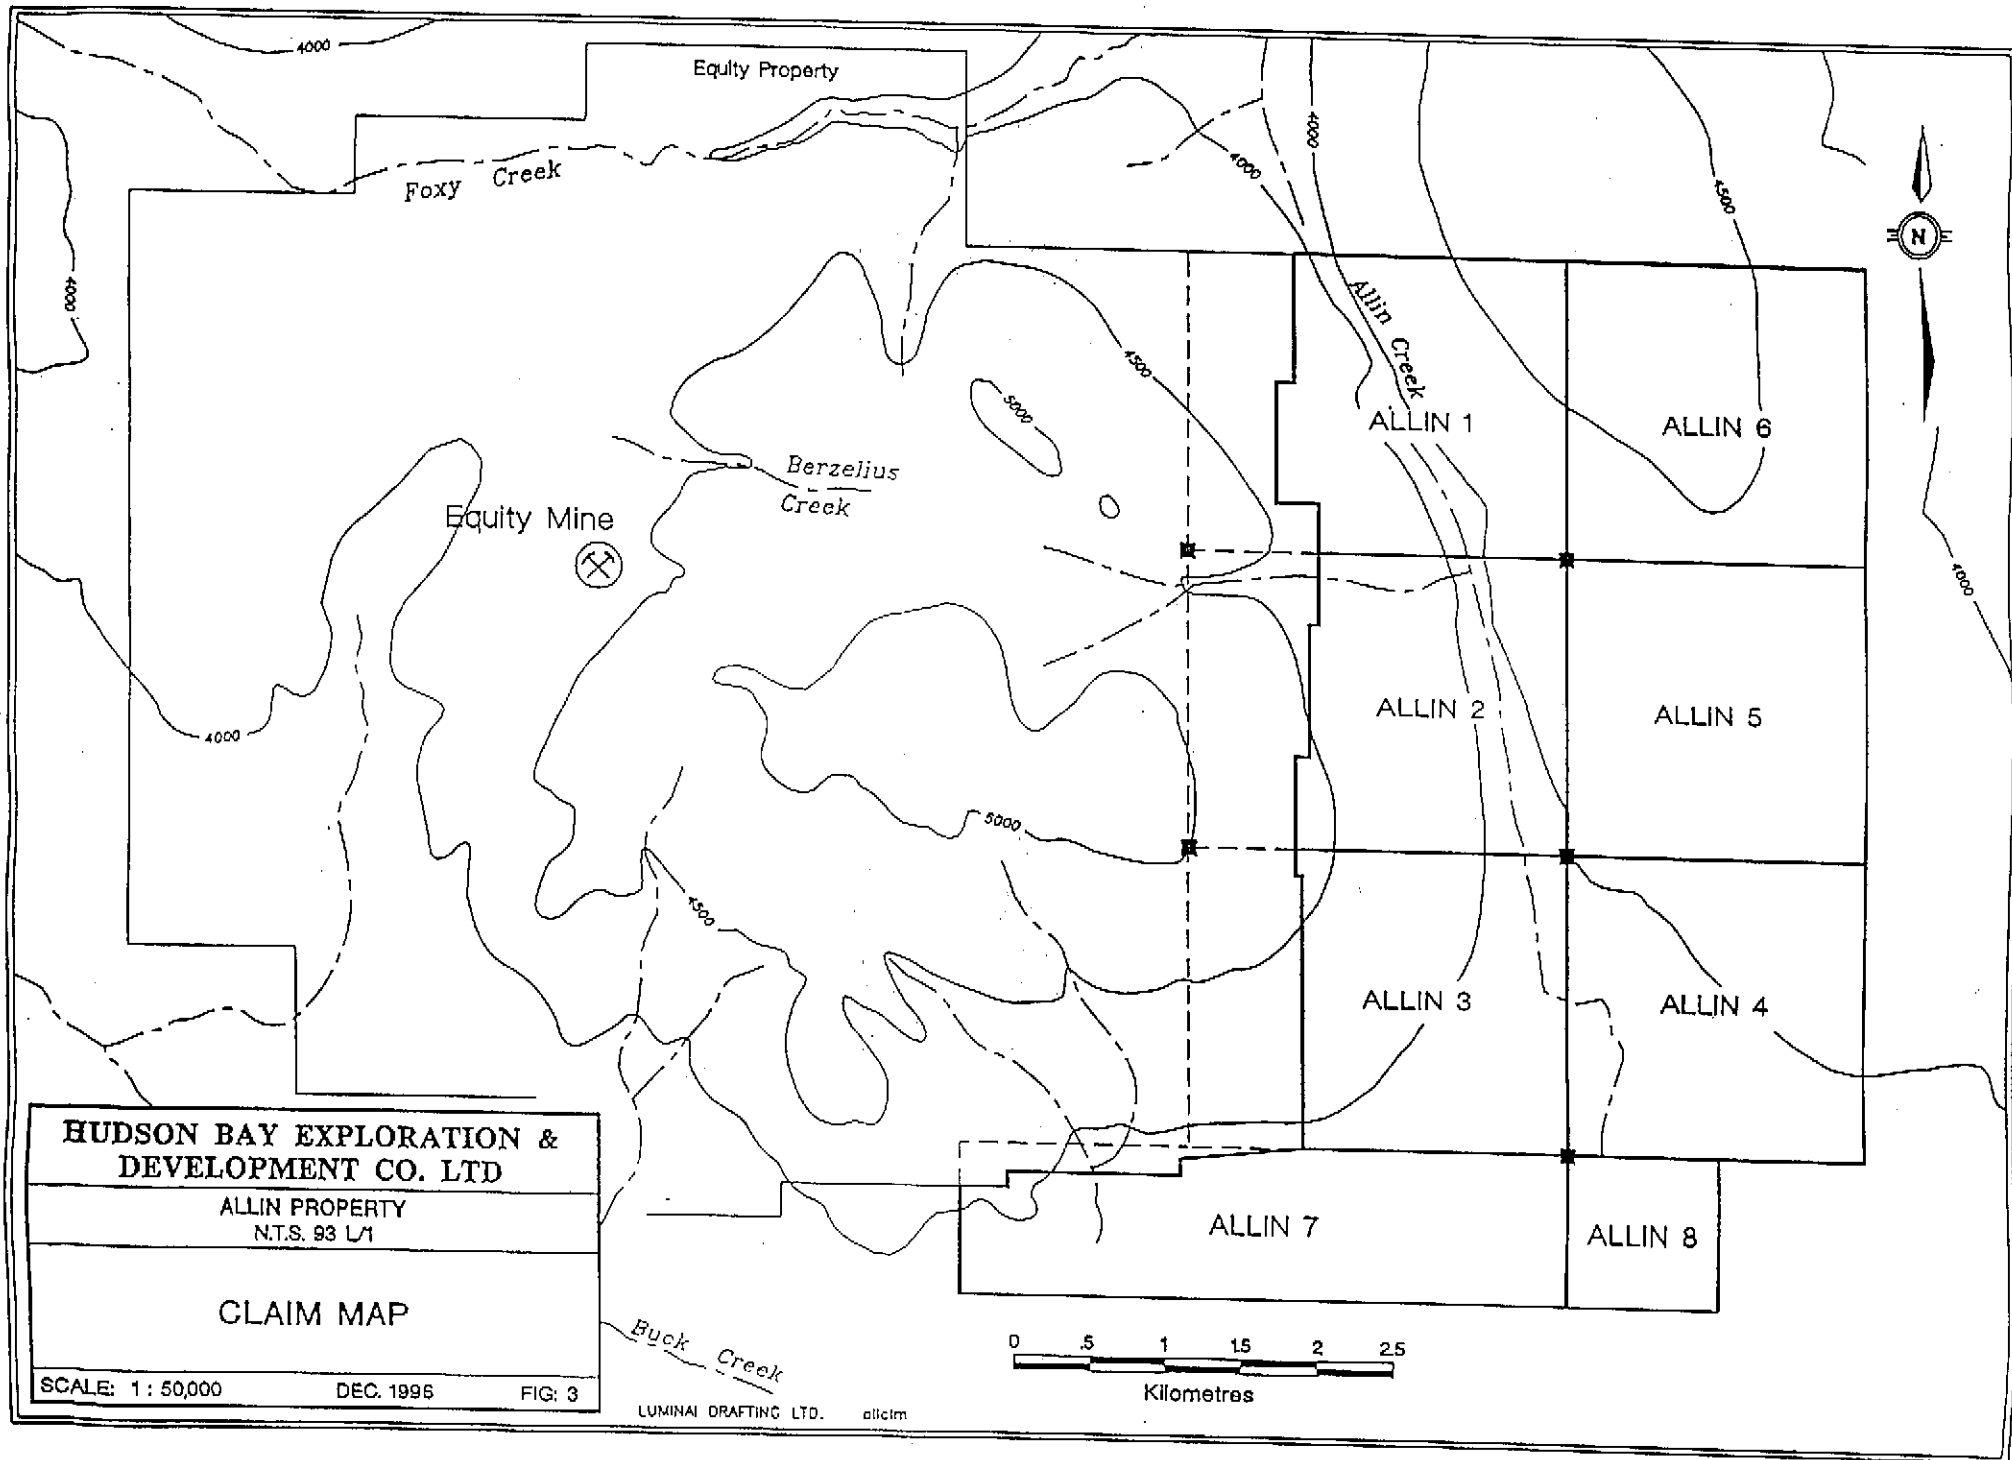 4000
Equity Property
Foxy Creek
4000
4000
4500
N
4000
4500
Allin Creek
5000
ALLIN 1
ALLIN 6
Berzelius
Creek
Equity Mine
4000
4000
ALLIN 2
ALLIN 5
5000
4500
ALLIN 3
ALLIN 4
ALLIN 7
ALLIN 8
HUDSON BAY EXPLORATION &
DEVELOPMENT CO. LTD
ALLIN PROPERTY
N.T.S. 93 L/1
CLAIM MAP
SCALE: 1 : 50,000 DEC. 1996 FIG: 3
Buck Creek
0 .5 1 1.5 2 2.5
Kilometres
LUMINAI DRAFTING LTD. allclm